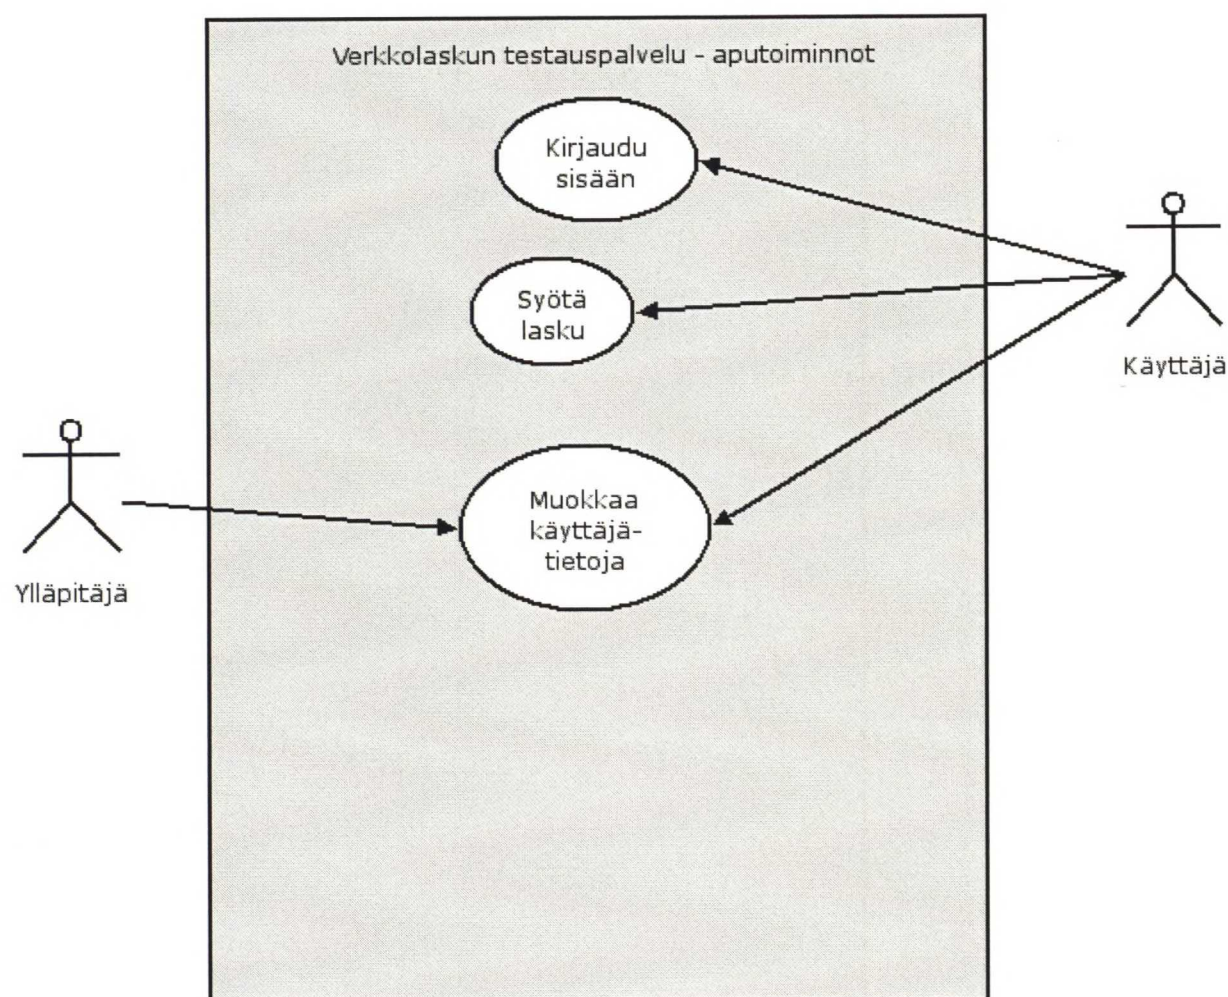 Verkkolaskun testauspalvelu - aputoiminnot
Kirjaudu
sisään
Syötä
lasku
Käyttäjä
Muokkaa
käyttäjä-
tietoja
Ylläpitäjä